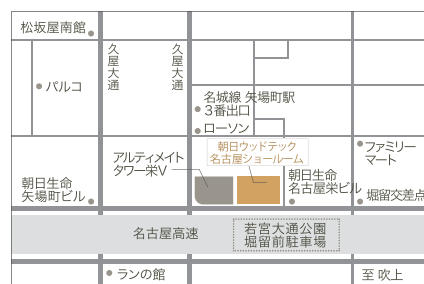 松坂屋南館
久屋大通
久屋大通
パルコ
名城線 矢場町駅
3番出口
ローソン
朝日ウッドテック
名古屋ショールーム
ファミリー
マート
アルティメイト
タワー栄V
朝日生命
矢場町ビル
朝日生命
名古屋栄ビル
堀留交差点
名古屋高速
若宮大通公園
堀留前駐車場
ランの館
至 吹上